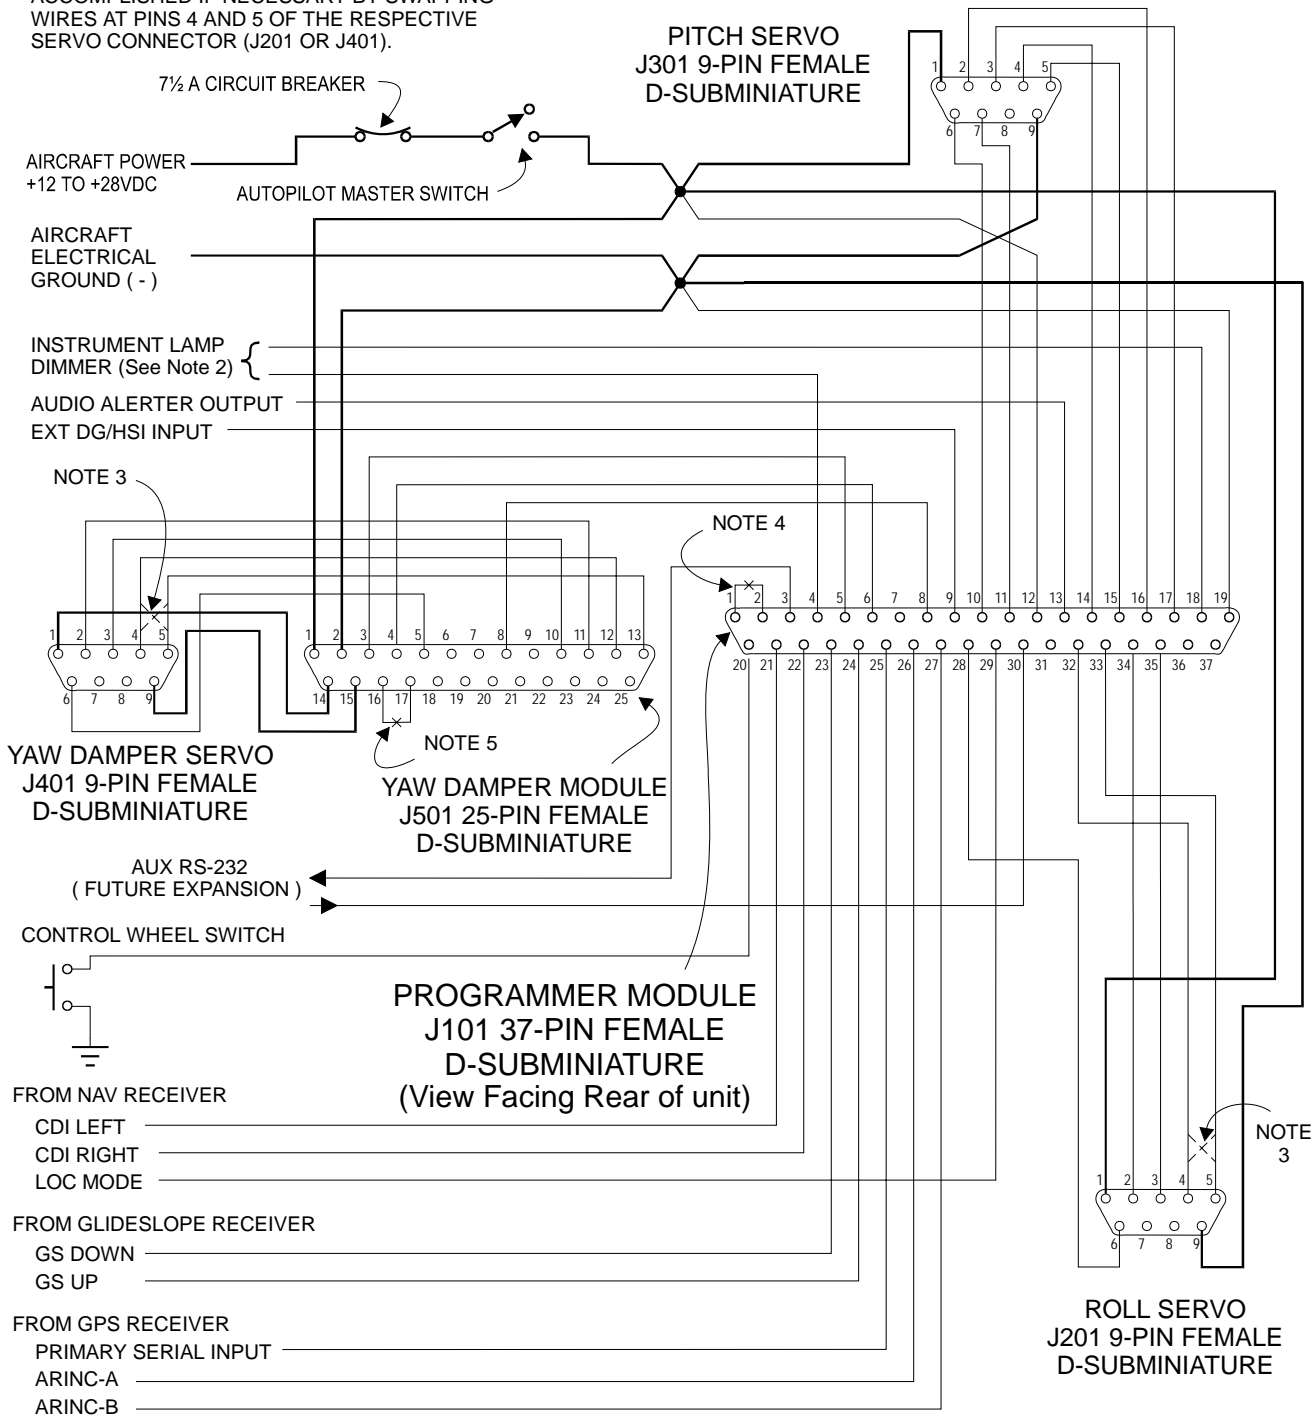 WIRES AT PINS 4 AND 5 OF THE RESPECTIVE
SERVO CONNECTOR (J201 OR J401).
7½ A CIRCUIT BREAKER
AIRCRAFT POWER
+12 TO +28VDC
AUTOPILOT MASTER SWITCH
PITCH SERVO
J301 9-PIN FEMALE
D-SUBMINIATURE
1 2 3 4 5
6 7 8 9
AIRCRAFT
ELECTRICAL
GROUND ( - )
INSTRUMENT LAMP
DIMMER (See Note 2)
AUDIO ALERTER OUTPUT
EXT DG/HSI INPUT
NOTE 3
NOTE 4
1 2 3 4 5 6 7 8 9 10 11 12 13 14 15 16 17 18 19
20 21 22 23 24 25 26 27 28 29 30 31 32 33 34 35 36 37
1 2 3 4 5
6 7 8 9
1 2 3 4 5 6 7 8 9 10 11 12 13
14 15 16 17 18 19 20 21 22 23 24 25
NOTE 5
YAW DAMPER SERVO
J401 9-PIN FEMALE
D-SUBMINIATURE
YAW DAMPER MODULE
J501 25-PIN FEMALE
D-SUBMINIATURE
AUX RS-232
( FUTURE EXPANSION )
CONTROL WHEEL SWITCH
PROGRAMMER MODULE
J101 37-PIN FEMALE
D-SUBMINIATURE
(View Facing Rear of unit)
FROM NAV RECEIVER
CDI LEFT
CDI RIGHT
LOC MODE
FROM GLIDESLOPE RECEIVER
GS DOWN
GS UP
FROM GPS RECEIVER
PRIMARY SERIAL INPUT
ARINC-A
ARINC-B
NOTE
3
1 2 3 4 5
6 7 8 9
ROLL SERVO
J201 9-PIN FEMALE
D-SUBMINIATURE